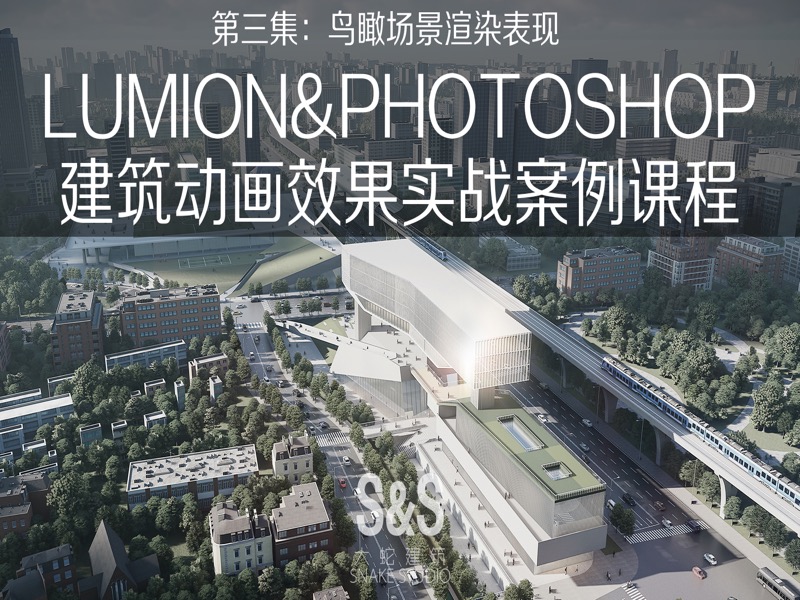 第三集：鸟瞰场景渲染表现
LUMION&PHOTOSHOP
建筑动画效果实战案例课程
S&S
大蛇建筑
SNAKE STUDIO